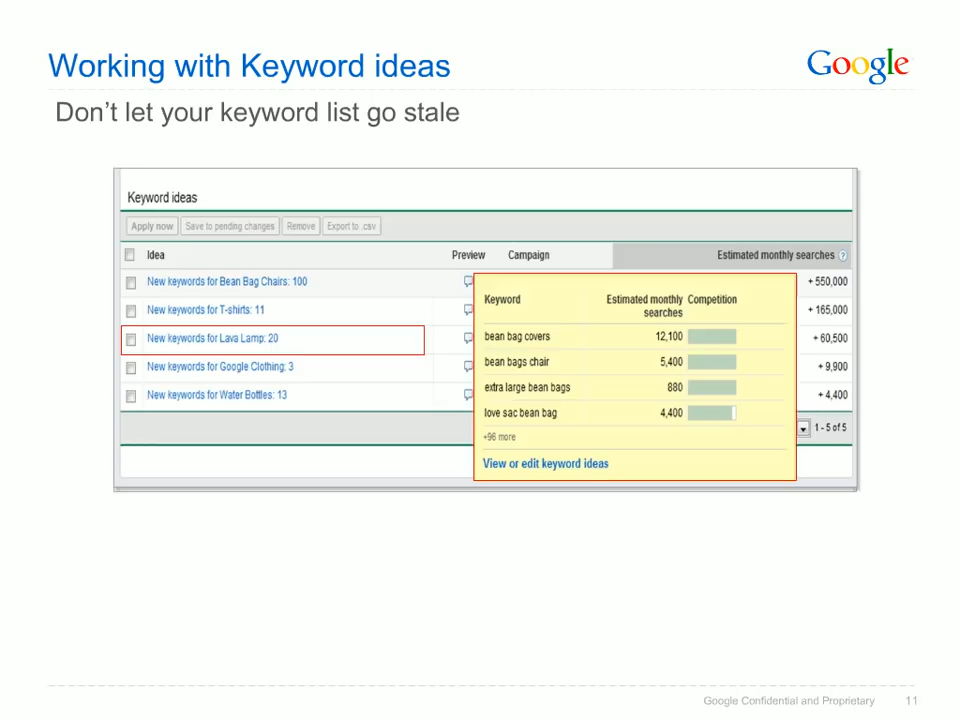 Working with Keyword ideas
Google
Don't let your keyword list go stale
Keyword ideas
Apply now Save to pending changes Remove Export to .csv
Idea Preview Campaign Estimated monthly searches ?
New keywords for Bean Bag Chairs: 100 + 550,000
New keywords for T-shirts: 11 + 165,000
New keywords for Lava Lamp: 20 + 60,500
New keywords for Google Clothing: 3 + 9,900
New keywords for Water Bottles: 13 + 4,400
1 - 5 of 5
Keyword Estimated monthly searches Competition
bean bag covers 12,100
bean bags chair 5,400
extra large bean bags 880
love sac bean bag 4,400
+96 more
View or edit keyword ideas
Google Confidential and Proprietary 11